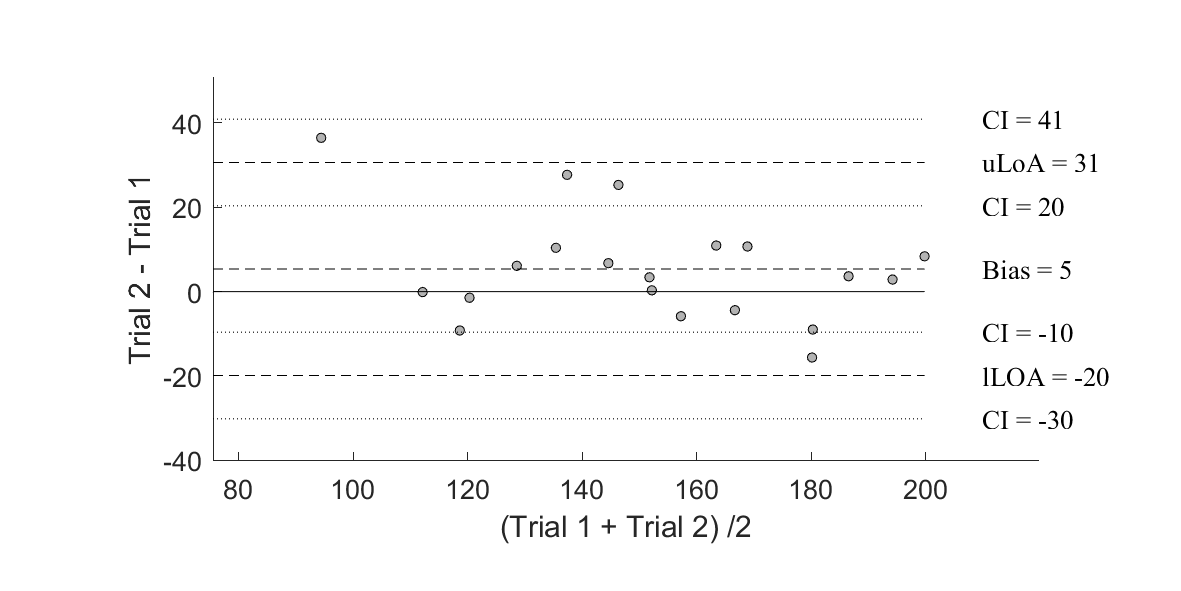 Trial 2 - Trial 1
40
20
0
-20
-40
80 100 120 140 160 180 200
(Trial 1 + Trial 2) /2
CI = 41
uLoA = 31
CI = 20
Bias = 5
CI = -10
lLOA = -20
CI = -30